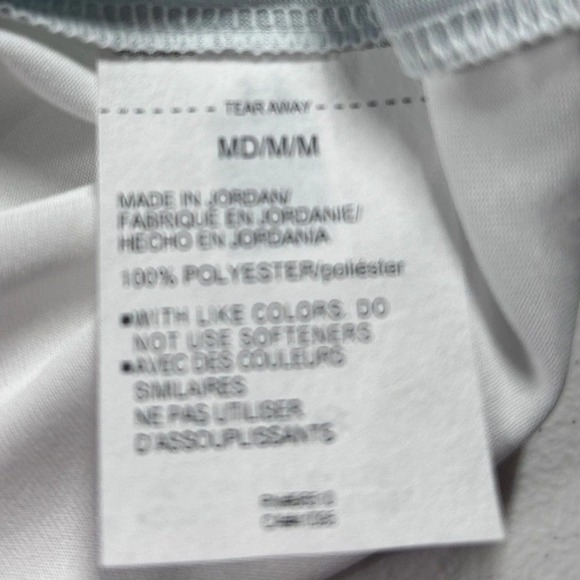 TEAR AWAY
MD/M/M
MADE IN JORDAN/
FABRIQUE EN JORDANIE/
HECHO EN JORDANIA
100% POLYESTER/poliéster
•WITH LIKE COLORS. DO
NOT USE SOFTENERS
•AVEC DES COULEURS
SIMILAIRES
NE PAS UTILISER
D'ASSOUPLISSANTS